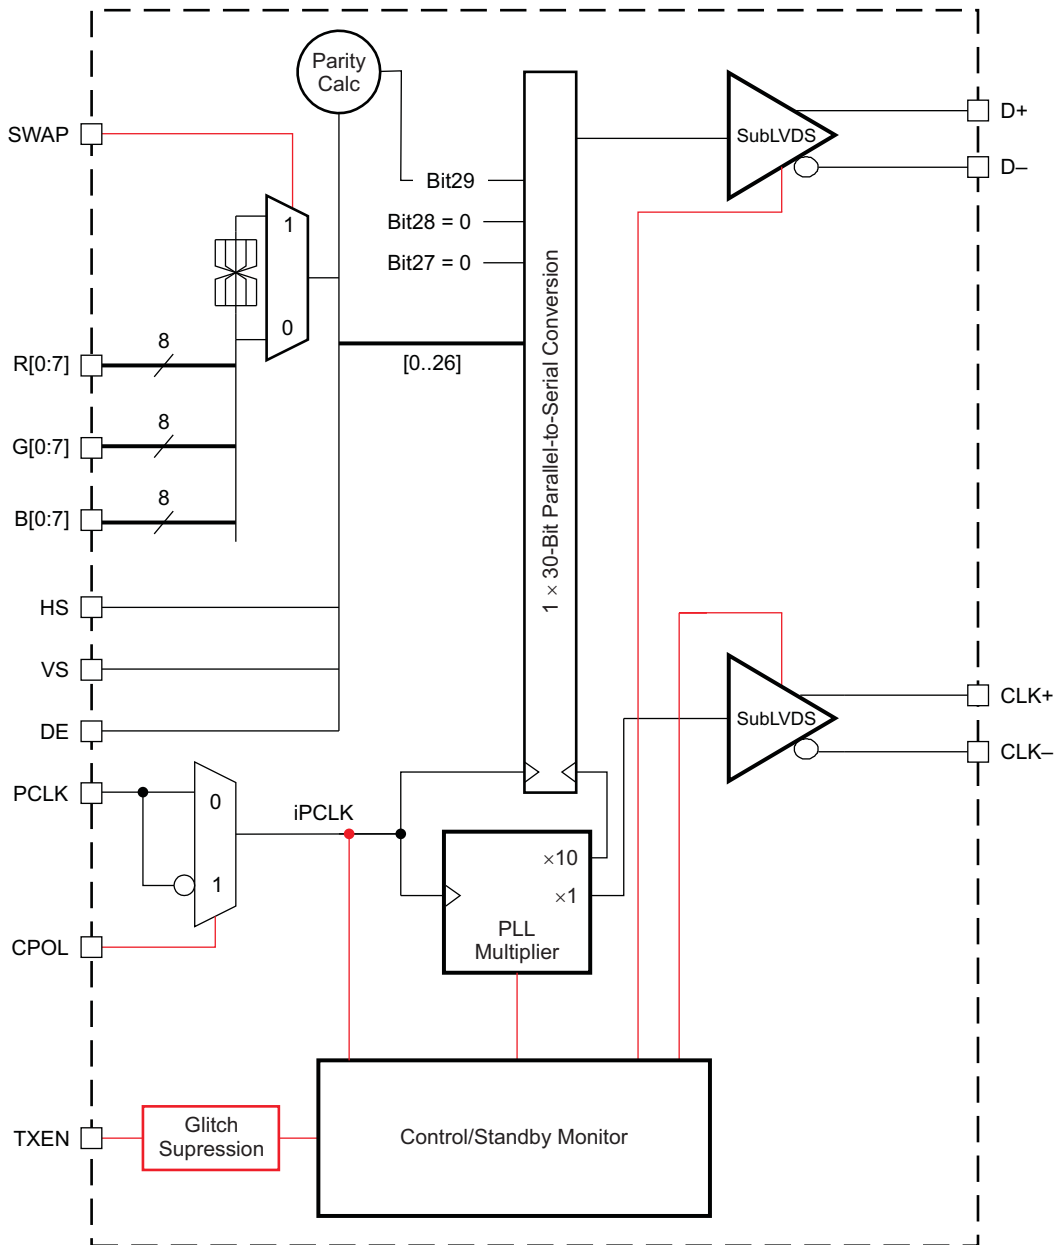 Parity
Calc
SWAP
1
0
Bit29
Bit28 = 0
Bit27 = 0
[0..26]
1 × 30-Bit Parallel-to-Serial Conversion
SubLVDS
D+
D–
R[0:7]
8
G[0:7]
8
B[0:7]
8
HS
VS
DE
PCLK
0
1
iPCLK
CPOL
×10
×1
PLL
Multiplier
SubLVDS
CLK+
CLK–
TXEN
Glitch
Supression
Control/Standby Monitor